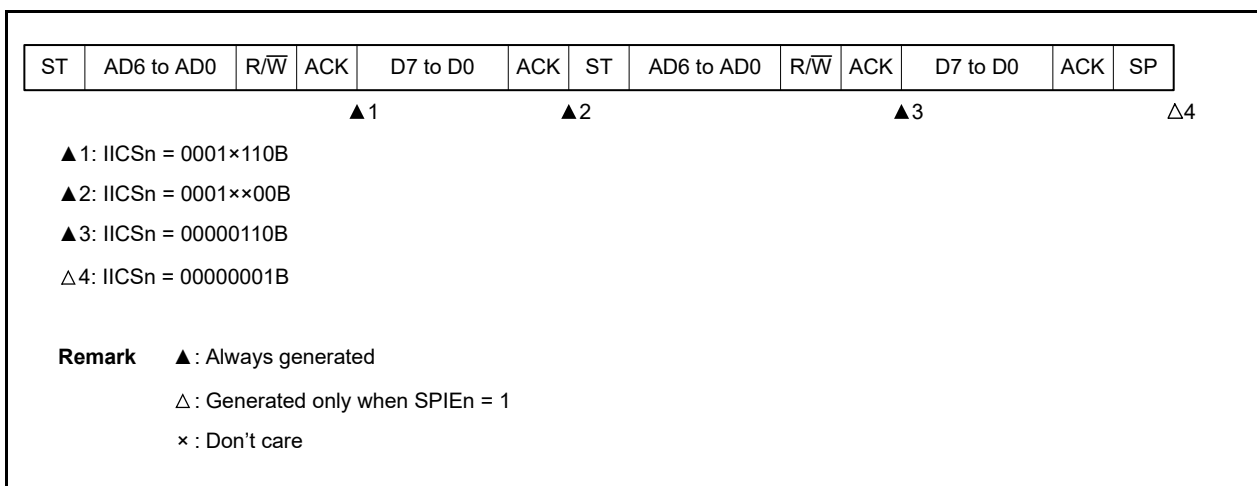 ST AD6 to AD0 R/W̅ ACK D7 to D0 ACK ST AD6 to AD0 R/W̅ ACK D7 to D0 ACK SP
▲1 ▲2 ▲3 △4
▲1: IICSn = 0001×110B
▲2: IICSn = 0001××00B
▲3: IICSn = 00000110B
△4: IICSn = 00000001B
Remark ▲: Always generated
△: Generated only when SPIEn = 1
×: Don’t care